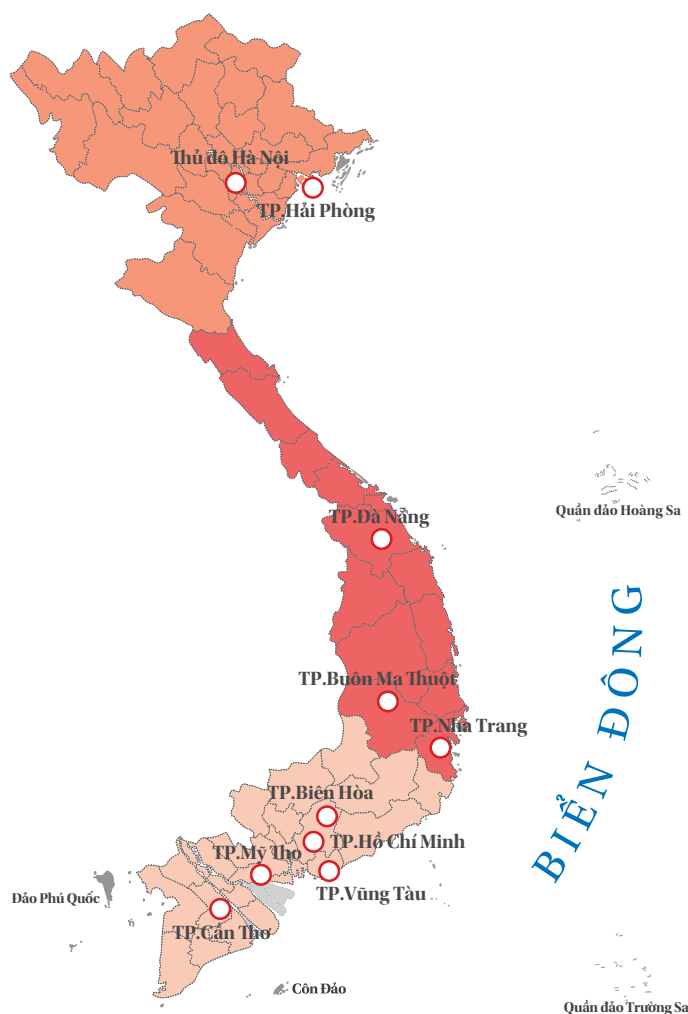 Thủ đô Hà Nội
TP.Hải Phòng
Quần đảo Hoàng Sa
TP.Đà Nẵng
BIỂN ĐÔNG
TP.Buôn Ma Thuột
TP.Nha Trang
TP.Biên Hòa
TP.Hồ Chí Minh
TP.Mỹ Tho
TP.Vũng Tàu
Đảo Phú Quốc
TP.Cần Thơ
Côn Đảo
Quần đảo Trường Sa